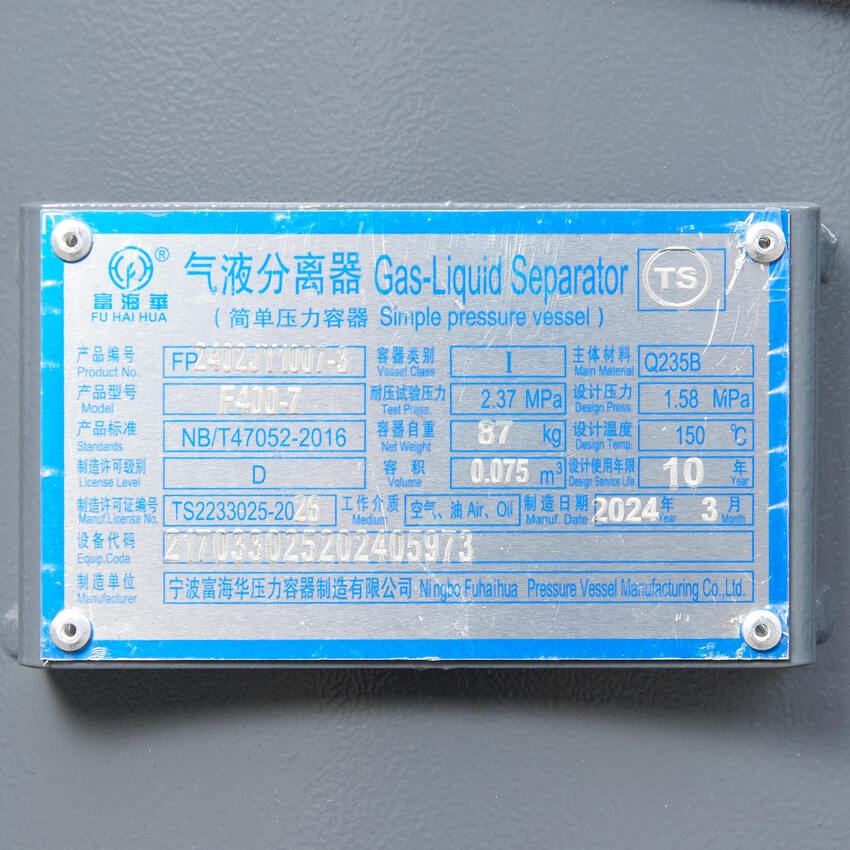 富海華 ®
FU HAI HUA
气液分离器 Gas-Liquid Separator TS
（简单压力容器 Simple pressure vessel）
产品编号 Product No. FP2402JY1007-3 容器类别 Vessel Class I 主体材料 Main Material Q235B
产品型号 Model F400-7 耐压试验压力 Test Press. 2.37 MPa 设计压力 Design Press. 1.58 MPa
产品标准 Standards NB/T47052-2016 容器自重 Net Weight 87 kg 设计温度 Design Temp. 150 ℃
制造许可级别 License Level D 容积 Volume 0.075 m³ 设计使用年限 Design Service Life 10 年 Year
制造许可证编号 Manuf.License No. TS2233025-2026 工作介质 Medium 空气、油 Air、Oil 制造日期 Manuf. Date 2024 年 Year 3 月 Month
设备代码 Equip.Code 217033025202405973
制造单位 Manufacturer 宁波富海华压力容器制造有限公司 Ningbo Fuhaihua Pressure Vessel Manufacturing Co.,Ltd.